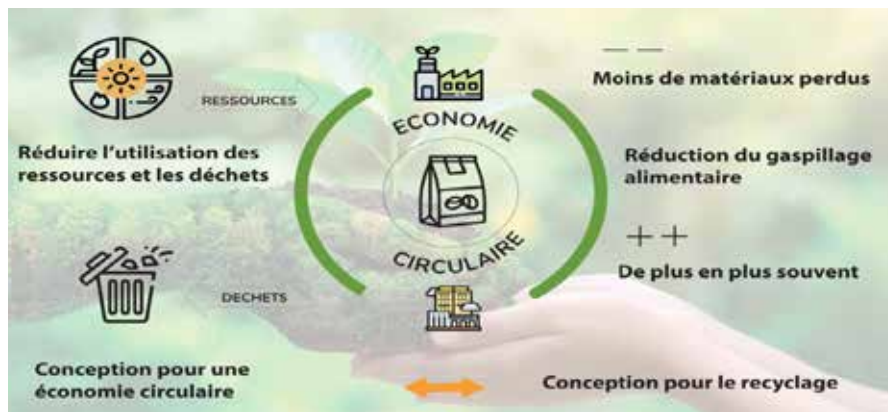 RESSOURCES
Réduire l’utilisation des
ressources et les déchets
DECHETS
Conception pour une
économie circulaire
ECONOMIE
CIRCULAIRE
— —
Moins de matériaux perdus
Réduction du gaspillage
alimentaire
++
De plus en plus souvent
Conception pour le recyclage